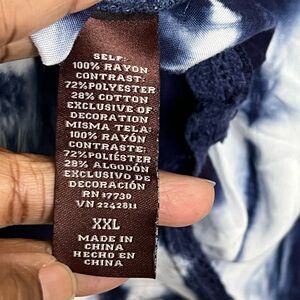 SELF:
100% RAYON
CONTRAST:
72%POLYESTER
28% COTTON
EXCLUSIVE OF
DECORATION
MISMA TELA:
100% RAYON
CONTRASTE:
72%POLIÉSTER
28% ALGODÓN
EXCLUSIVO DE
DECORACIÓN
RN 17730
VN 2242811
XXL
MADE IN
CHINA
HECHO EN
CHINA